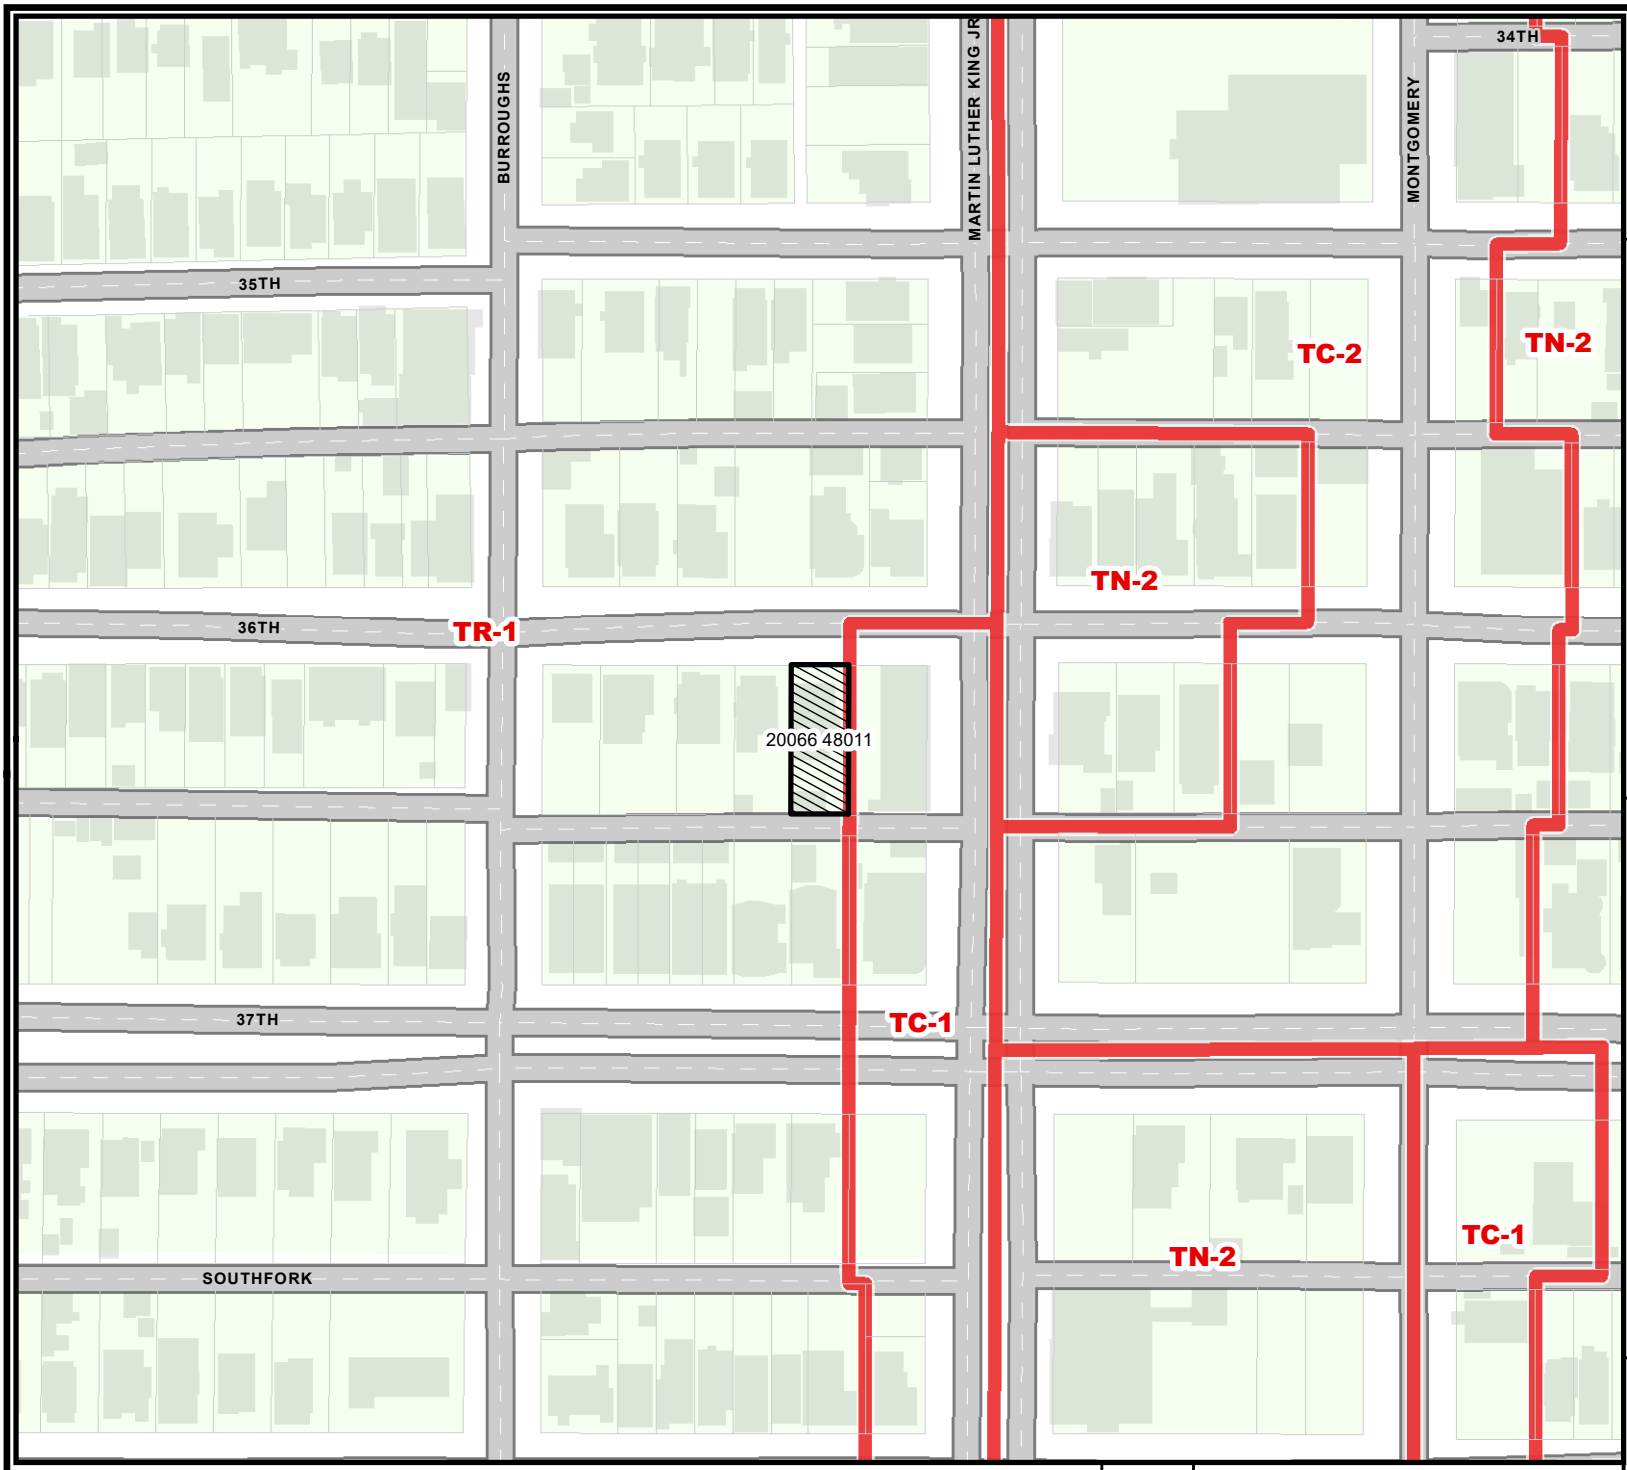 34TH
BURROUGHS
MARTIN LUTHER KING JR
MONTGOMERY
35TH
TC-2
TN-2
TN-2
36TH
TR-1
20066 48011
37TH
TC-1
TN-2
TC-1
SOUTHFORK